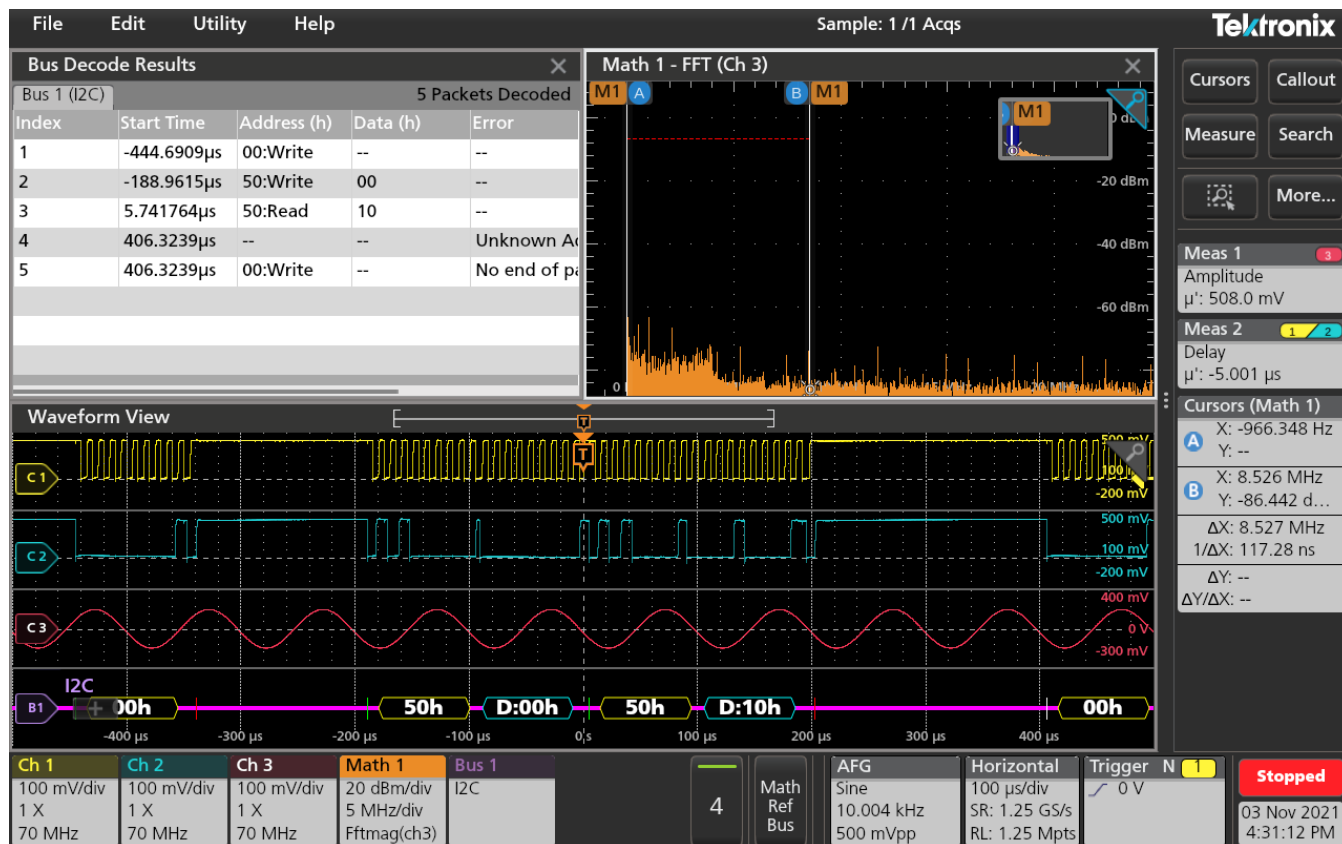 File Edit Utility Help Sample: 1 /1 Acqs Tektronix
Bus Decode Results
Bus 1 (I2C) 5 Packets Decoded
Index Start Time Address (h) Data (h) Error
1 -444.6909µs 00:Write -- --
2 -188.9615µs 50:Write 00 --
3 5.741764µs 50:Read 10 --
4 406.3239µs -- -- Unknown
5 406.3239µs 00:Write -- No end of
Math 1 - FFT (Ch 3)
M1 A B M1
M1
-20 dBm
-40 dBm
-60 dBm
0
Cursors Callout
Measure Search
More...
Meas 1 3
Amplitude
µ': 508.0 mV
Meas 2 1 2
Delay
µ': -5.001 µs
Cursors (Math 1)
A X: -966.348 Hz
Y: --
B X: 8.526 MHz
Y: -86.442 d...
ΔX: 8.527 MHz
1/ΔX: 117.28 ns
ΔY: --
ΔY/ΔX: --
Waveform View
T
T
C 1
500 mV
100
-200 mV
C 2
500 mV
100 mV
-200 mV
C 3
400 mV
0 V
-300 mV
I2C
B1 00h 50h D:00h 50h D:10h 00h
-400 µs -300 µs -200 µs -100 µs 0 s 100 µs 200 µs 300 µs 400 µs
Ch 1
100 mV/div
1 X
70 MHz
Ch 2
100 mV/div
1 X
70 MHz
Ch 3
100 mV/div
1 X
70 MHz
Math 1
20 dBm/div
5 MHz/div
Fftmag(ch3)
Bus 1
I2C
4
Math
Ref
Bus
AFG
Sine
10.004 kHz
500 mVpp
Horizontal
100 µs/div
SR: 1.25 GS/s
RL: 1.25 Mpts
Trigger N 1
0 V
Stopped
03 Nov 2021
4:31:12 PM